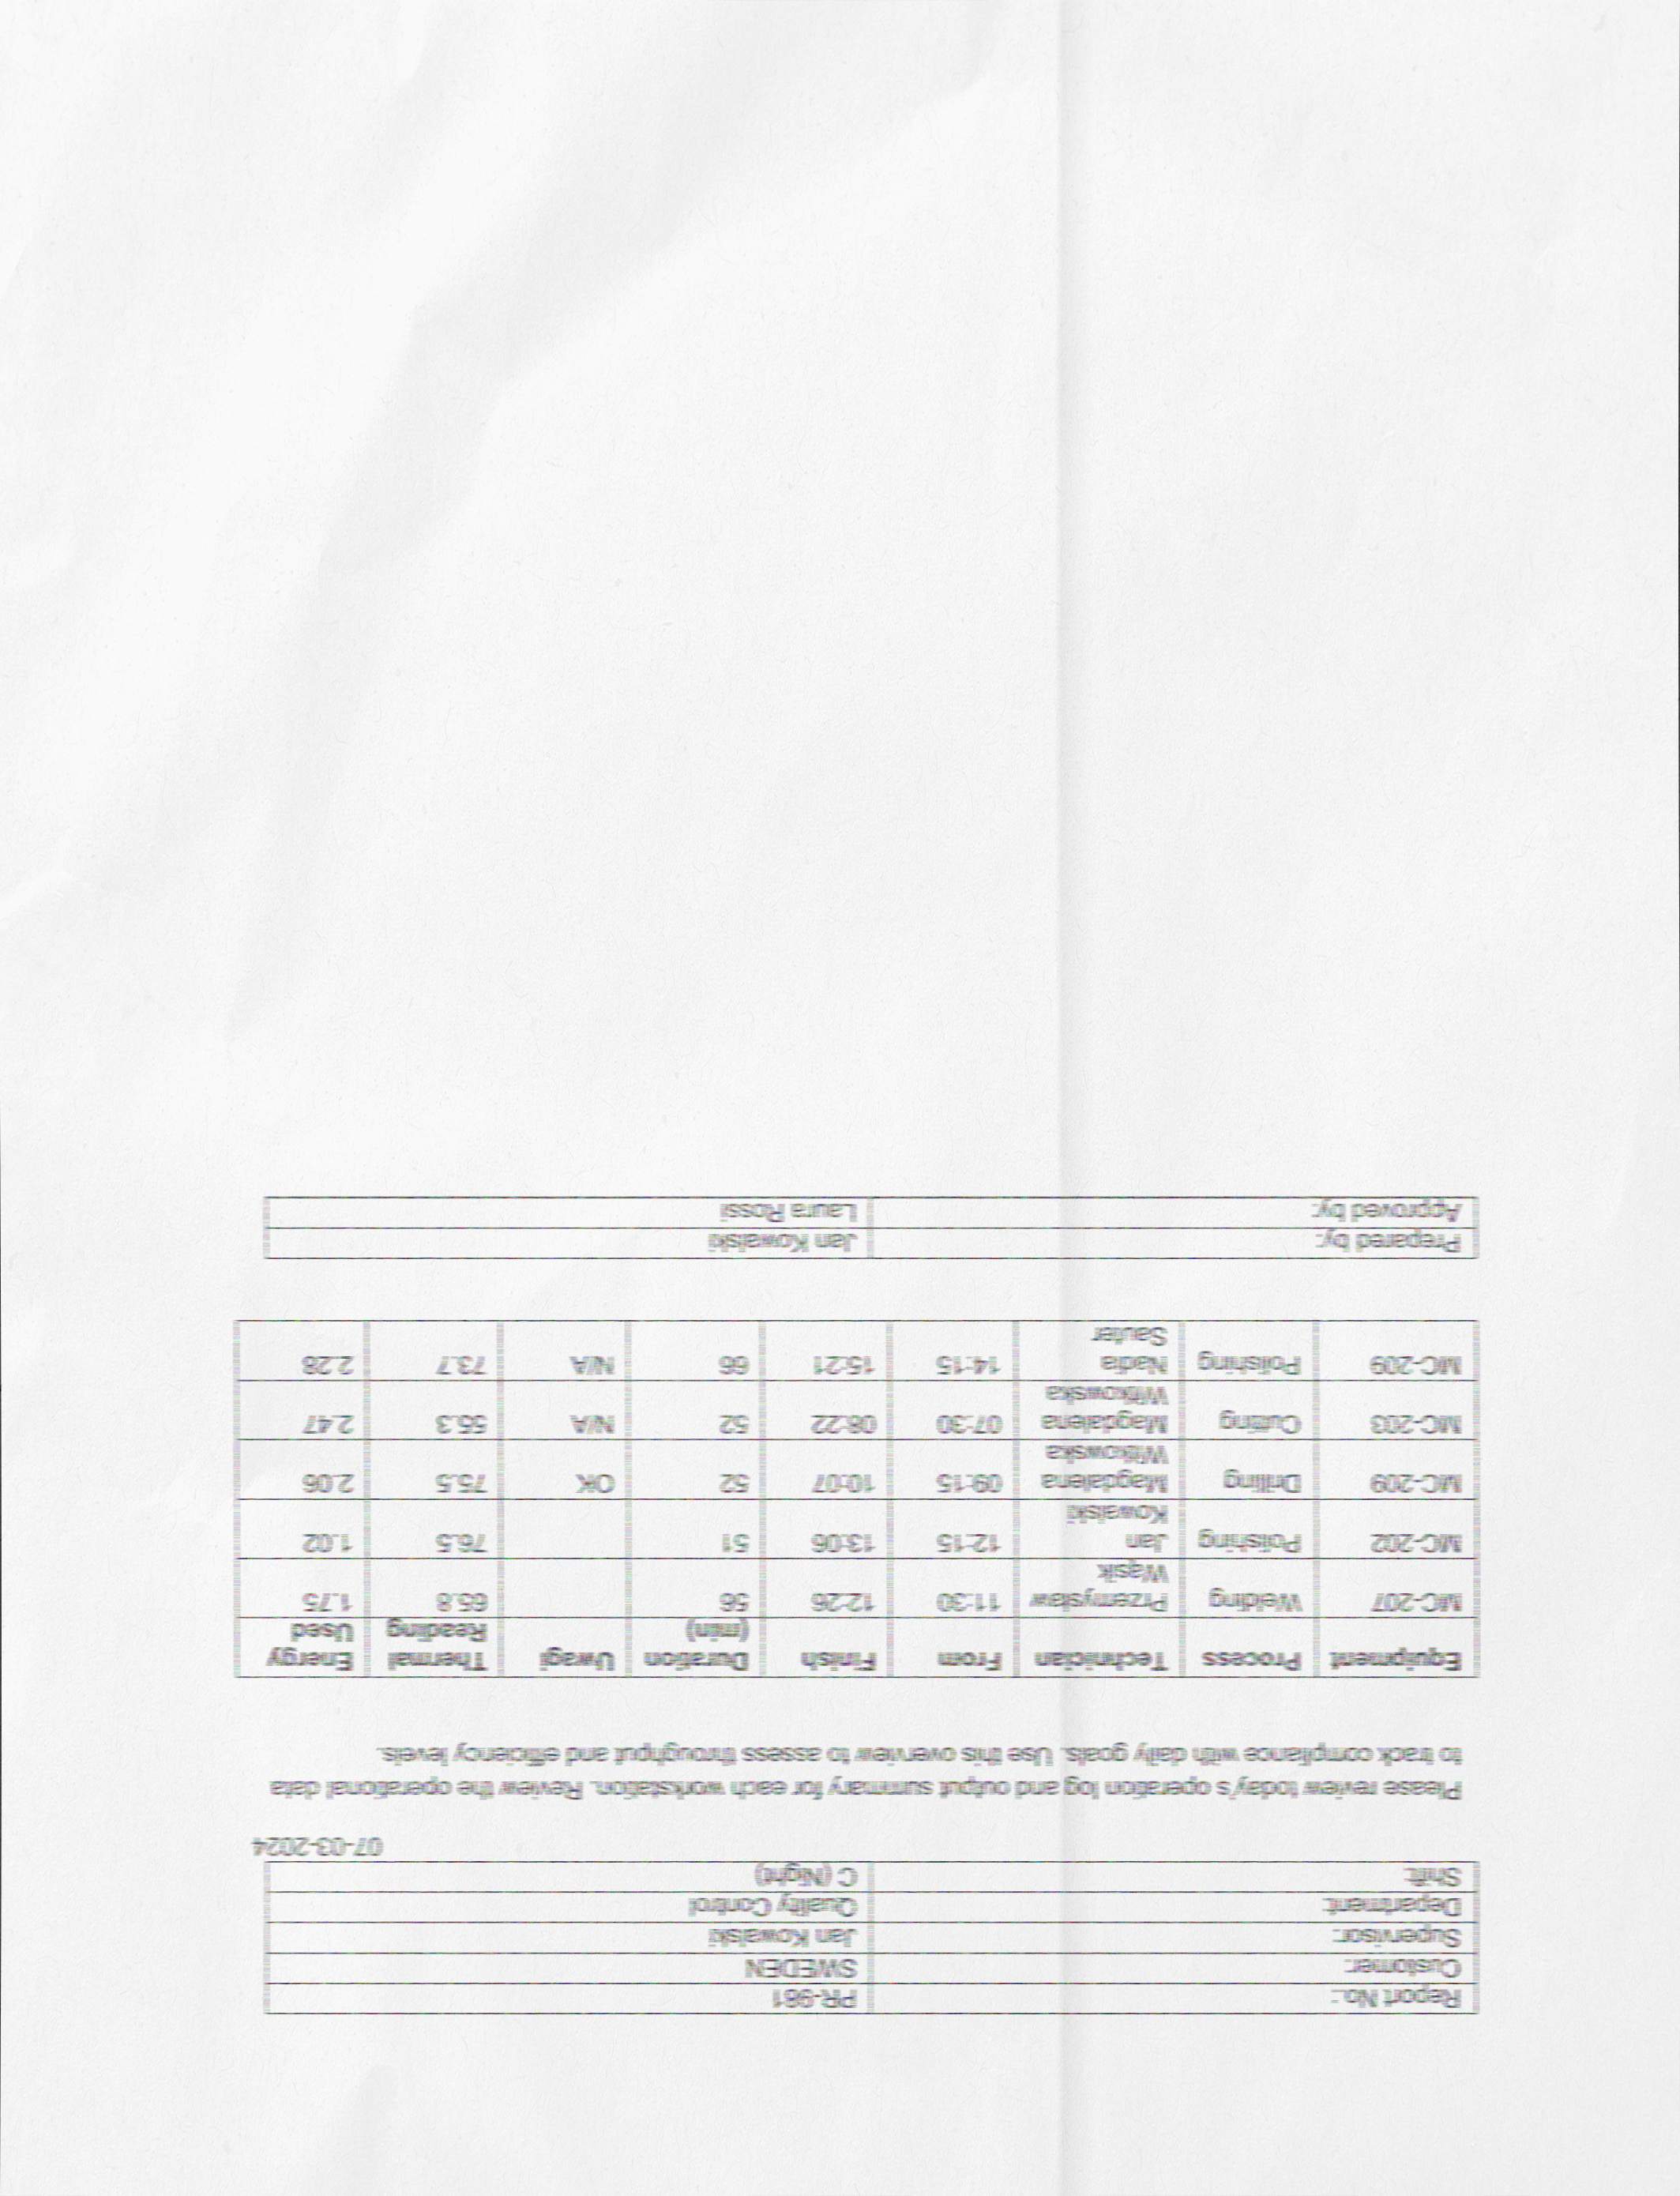 Report No.: PR-981
Customer: SWEDEN
Supervisor: Jan Kowalski
Department: Quality Control
Shift: C (Night)
07-03-2024
Please review today's operation log and output summary for each workstation. Review the operational data
to track compliance with daily goals. Use this overview to assess throughput and efficiency levels.
Equipment Process Technician From Finish Duration (min) Uwagi Thermal Reading Energy Used
MC-207 Welding Przemysław Wąsik 11:30 12:26 56 65.8 1.75
MC-202 Polishing Jan Kowalski 12:15 13:06 51 76.5 1.02
MC-209 Drilling Magdalena Witkowska 09:15 10:07 52 OK 75.5 2.06
MC-203 Cutting Magdalena Witkowska 07:30 08:22 52 N/A 55.3 2.47
MC-209 Polishing Nadia Sauter 14:15 15:21 66 N/A 73.7 2.28
Prepared by: Jan Kowalski
Approved by: Laura Rossi